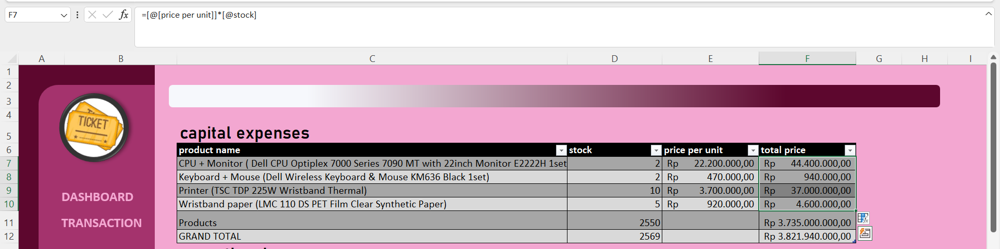 F7
fx
=[@[price per unit]]*[@stock]
A B C D E F G H I
1
2
3
4
TICKET
5 capital expenses
6 product name stock price per unit total price
7 CPU + Monitor ( Dell CPU Optiplex 7000 Series 7090 MT with 22inch Monitor E2222H 1set 2 Rp 22.200.000,00 Rp 44.400.000,00
8 Keyboard + Mouse (Dell Wireless Keyboard & Mouse KM636 Black 1set) 2 Rp 470.000,00 Rp 940.000,00
9 Printer (TSC TDP 225W Wristband Thermal) 10 Rp 3.700.000,00 Rp 37.000.000,00
DASHBOARD
10 Wristband paper (LMC 110 DS PET Film Clear Synthetic Paper) 5 Rp 920.000,00 Rp 4.600.000,00
TRANSACTION
11 Products 2550 Rp 3.735.000.000,00
12 GRAND TOTAL 2569 Rp 3.821.940.000,00